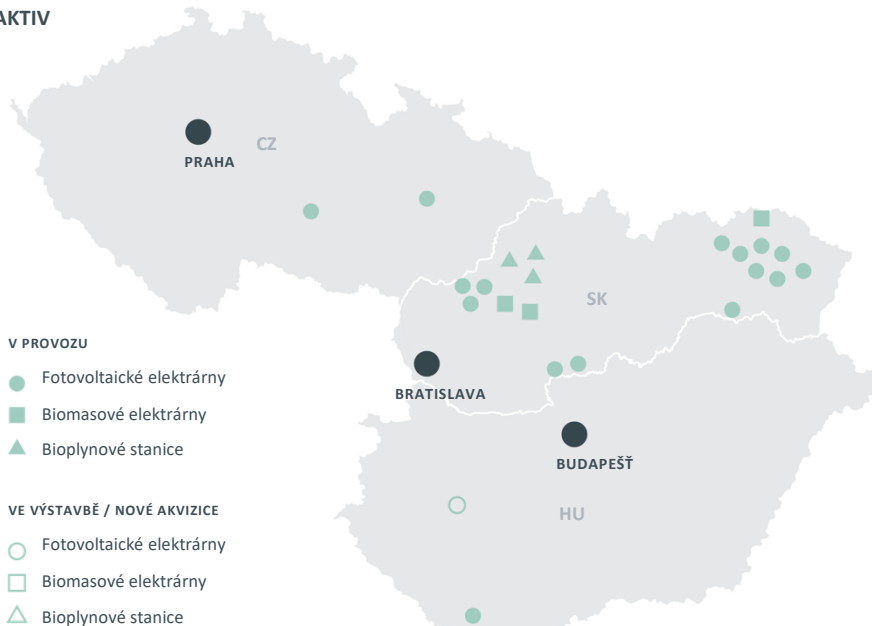 AKTIV
CZ
PRAHA
SK
V PROVOZU
Fotovoltaické elektrárny
Biomasové elektrárny
Bioplynové stanice
BRATISLAVA
BUDAPEŠŤ
HU
VE VÝSTAVBĚ / NOVÉ AKVIZICE
Fotovoltaické elektrárny
Biomasové elektrárny
Bioplynové stanice